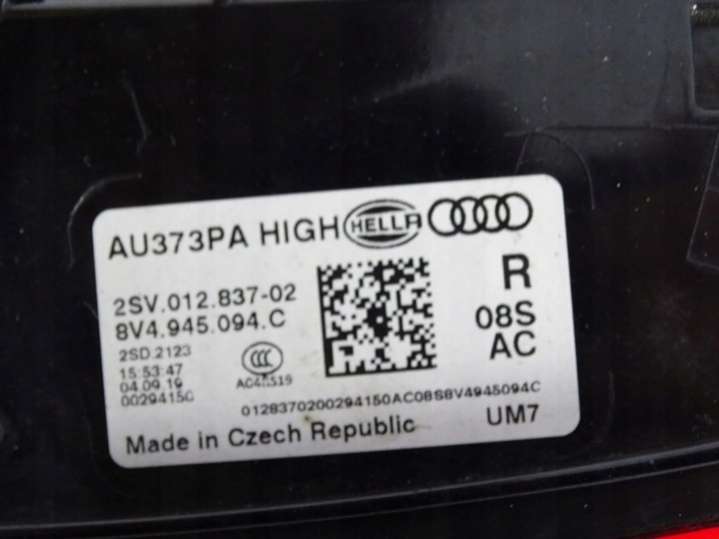 AU373PA HIGH HELLA
2SV.012.837-02
8V4.945.094.C
R
08S
AC
2SD.2123
15:53:47
04.09.19
CCC
0128370200294150AC08S8V4945094C
Made in Czech Republic
UM7